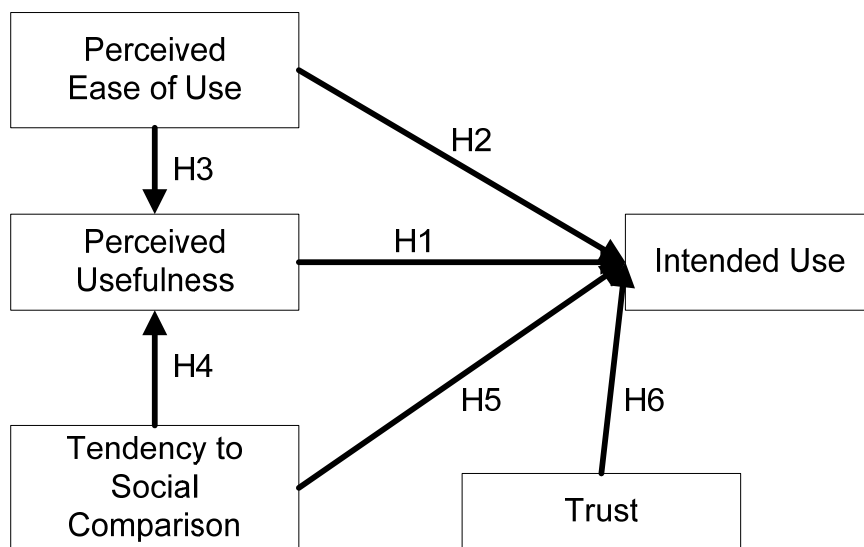 Perceived
Ease of Use
H2
H3
Perceived
Usefulness
H1
Intended Use
H4
H5
H6
Tendency to
Social
Comparison
Trust